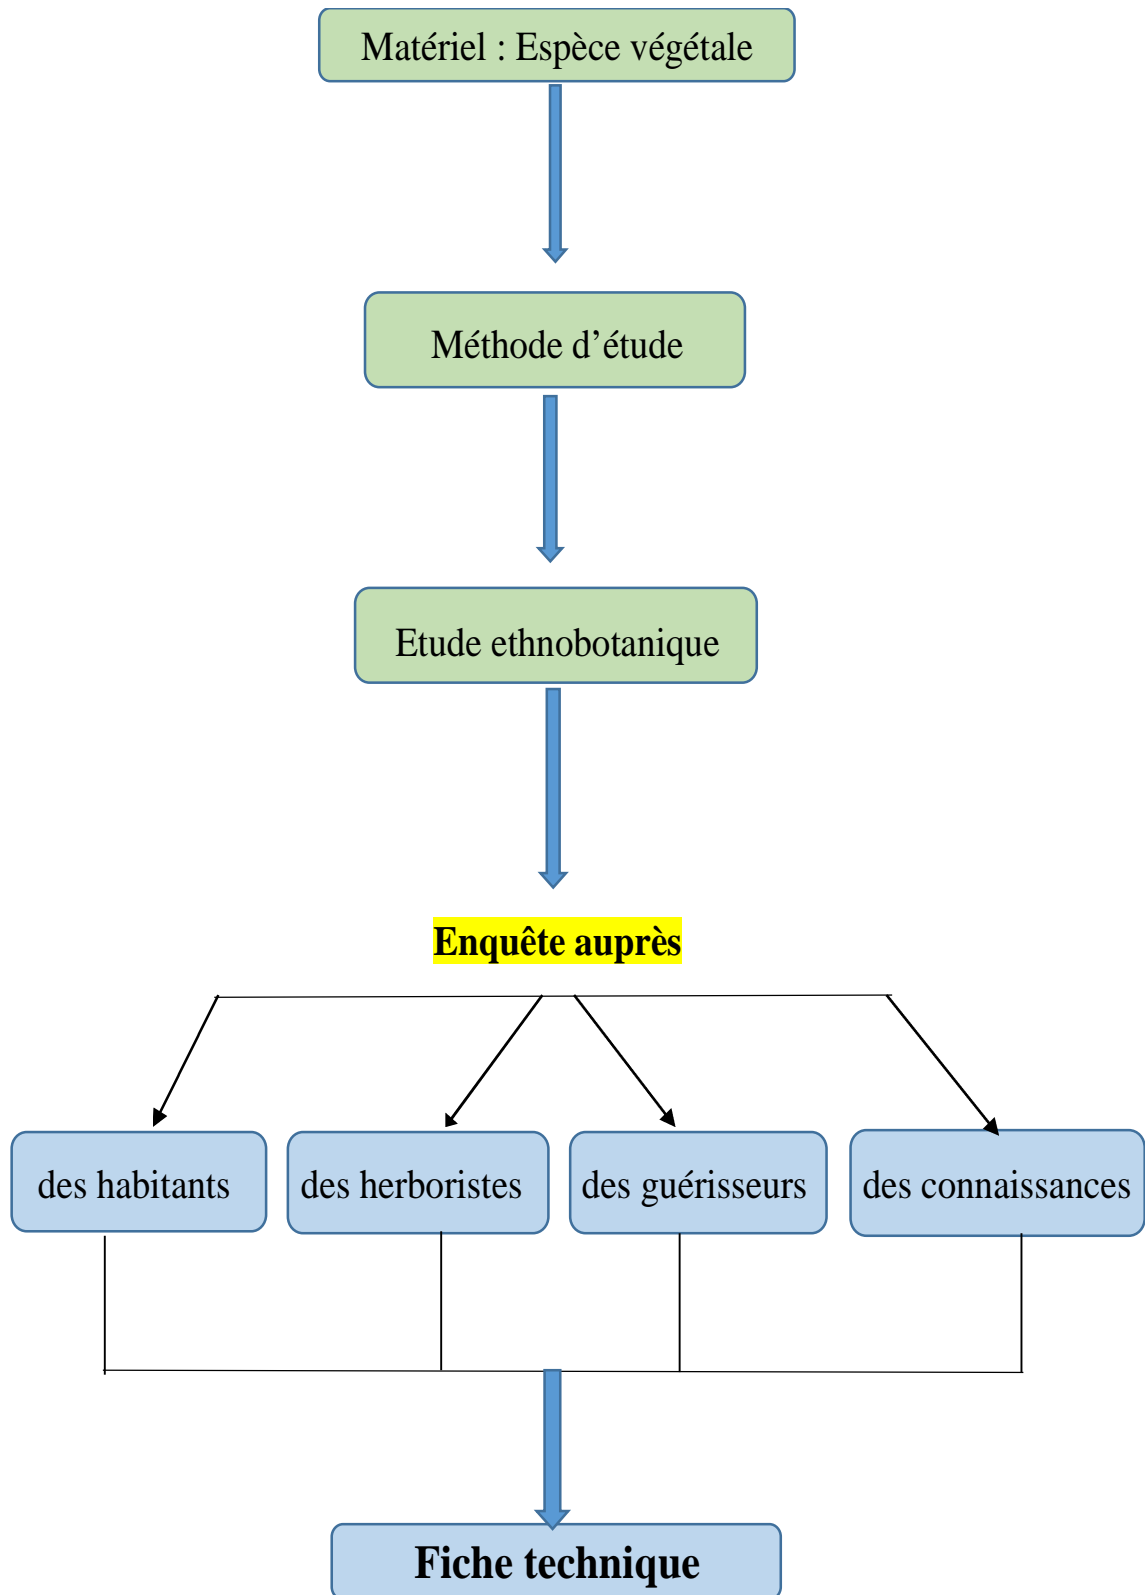 Matériel : Espèce végétale
Méthode d’étude
Etude ethnobotanique
Enquête auprès
des habitants
des herboristes
des guérisseurs
des connaissances
Fiche technique